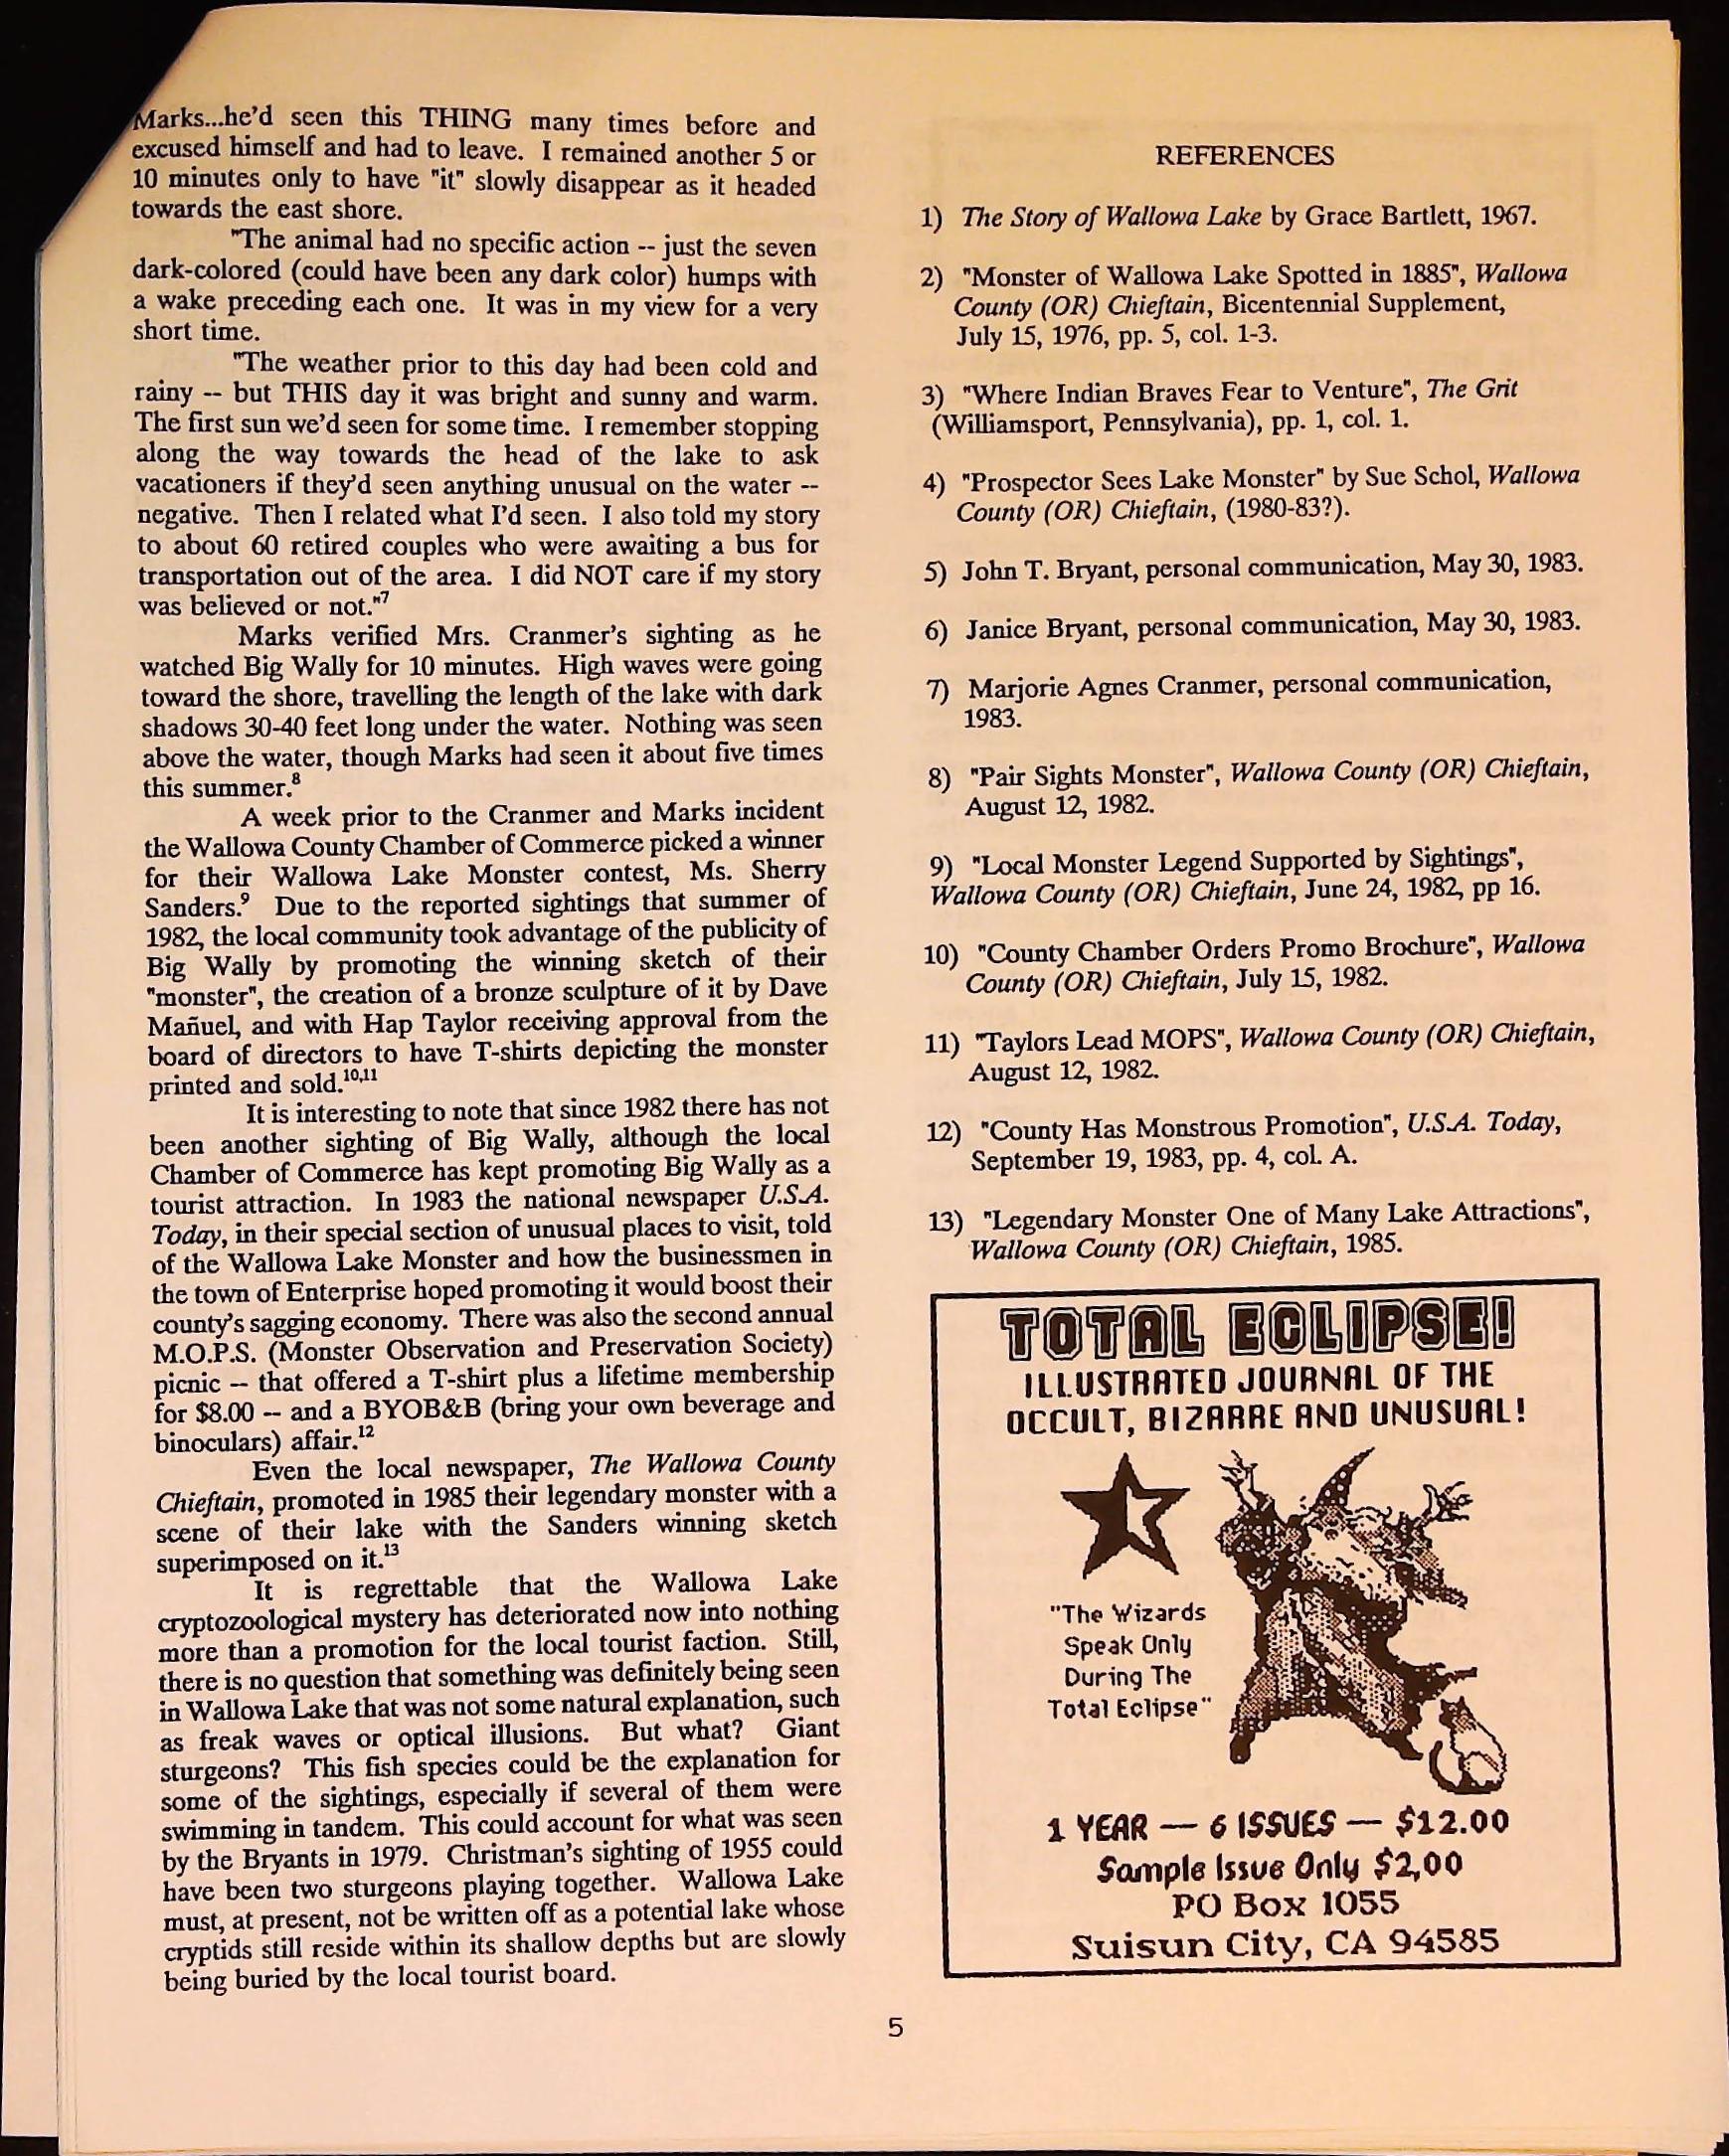 Marks...he'd seen this THING many times before and
excused himself and had to leave. I remained another 5 or
10 minutes only to have "it" slowly disappear as it headed
towards the east shore.
"The animal had no specific action -- just the seven
dark-colored (could have been any dark color) humps with
a wake preceding each one. It was in my view for a very
short time.
"The weather prior to this day had been cold and
rainy -- but THIS day it was bright and sunny and warm.
The first sun we'd seen for some time. I remember stopping
along the way towards the head of the lake to ask
vacationers if they'd seen anything unusual on the water --
negative. Then I related what I'd seen. I also told my story
to about 60 retired couples who were awaiting a bus for
transportation out of the area. I did NOT care if my story
was believed or not."7
Marks verified Mrs. Cranmer's sighting as he
watched Big Wally for 10 minutes. High waves were going
toward the shore, travelling the length of the lake with dark
shadows 30-40 feet long under the water. Nothing was seen
above the water, though Marks had seen it about five times
this summer.8
A week prior to the Cranmer and Marks incident
the Wallowa County Chamber of Commerce picked a winner
for their Wallowa Lake Monster contest, Ms. Sherry
Sanders.9 Due to the reported sightings that summer of
1982, the local community took advantage of the publicity of
Big Wally by promoting the winning sketch of their
"monster", the creation of a bronze sculpture of it by Dave
Mañuel, and with Hap Taylor receiving approval from the
board of directors to have T-shirts depicting the monster
printed and sold.10,11
It is interesting to note that since 1982 there has not
been another sighting of Big Wally, although the local
Chamber of Commerce has kept promoting Big Wally as a
tourist attraction. In 1983 the national newspaper U.S.A.
Today, in their special section of unusual places to visit, told
of the Wallowa Lake Monster and how the businessmen in
the town of Enterprise hoped promoting it would boost their
county's sagging economy. There was also the second annual
M.O.P.S. (Monster Observation and Preservation Society)
picnic -- that offered a T-shirt plus a lifetime membership
for $8.00 -- and a BYOB&B (bring your own beverage and
binoculars) affair.12
Even the local newspaper, The Wallowa County
Chieftain, promoted in 1985 their legendary monster with a
scene of their lake with the Sanders winning sketch
superimposed on it.13
It is regrettable that the Wallowa Lake
cryptozoological mystery has deteriorated now into nothing
more than a promotion for the local tourist faction. Still,
there is no question that something was definitely being seen
in Wallowa Lake that was not some natural explanation, such
as freak waves or optical illusions. But what? Giant
sturgeons? This fish species could be the explanation for
some of the sightings, especially if several of them were
swimming in tandem. This could account for what was seen
by the Bryants in 1979. Christman's sighting of 1955 could
have been two sturgeons playing together. Wallowa Lake
must, at present, not be written off as a potential lake whose
cryptids still reside within its shallow depths but are slowly
being buried by the local tourist board.
REFERENCES
1) The Story of Wallowa Lake by Grace Bartlett, 1967.
2) "Monster of Wallowa Lake Spotted in 1885", Wallowa
County (OR) Chieftain, Bicentennial Supplement,
July 15, 1976, pp. 5, col. 1-3.
3) "Where Indian Braves Fear to Venture", The Grit
(Williamsport, Pennsylvania), pp. 1, col. 1.
4) "Prospector Sees Lake Monster" by Sue Schol, Wallowa
County (OR) Chieftain, (1980-83?).
5) John T. Bryant, personal communication, May 30, 1983.
6) Janice Bryant, personal communication, May 30, 1983.
7) Marjorie Agnes Cranmer, personal communication,
1983.
8) "Pair Sights Monster", Wallowa County (OR) Chieftain,
August 12, 1982.
9) "Local Monster Legend Supported by Sightings",
Wallowa County (OR) Chieftain, June 24, 1982, pp 16.
10) "County Chamber Orders Promo Brochure", Wallowa
County (OR) Chieftain, July 15, 1982.
11) "Taylors Lead MOPS", Wallowa County (OR) Chieftain,
August 12, 1982.
12) "County Has Monstrous Promotion", U.S.A. Today,
September 19, 1983, pp. 4, col. A.
13) "Legendary Monster One of Many Lake Attractions",
Wallowa County (OR) Chieftain, 1985.
TOTAL ECLIPSE!
ILLUSTRATED JOURNAL OF THE
OCCULT, BIZARRE AND UNUSUAL!
"The Wizards
Speak Only
During The
Total Eclipse"
1 YEAR — 6 ISSUES — $12.00
Sample Issue Only $2,00
PO Box 1055
Suisun City, CA 94585
5